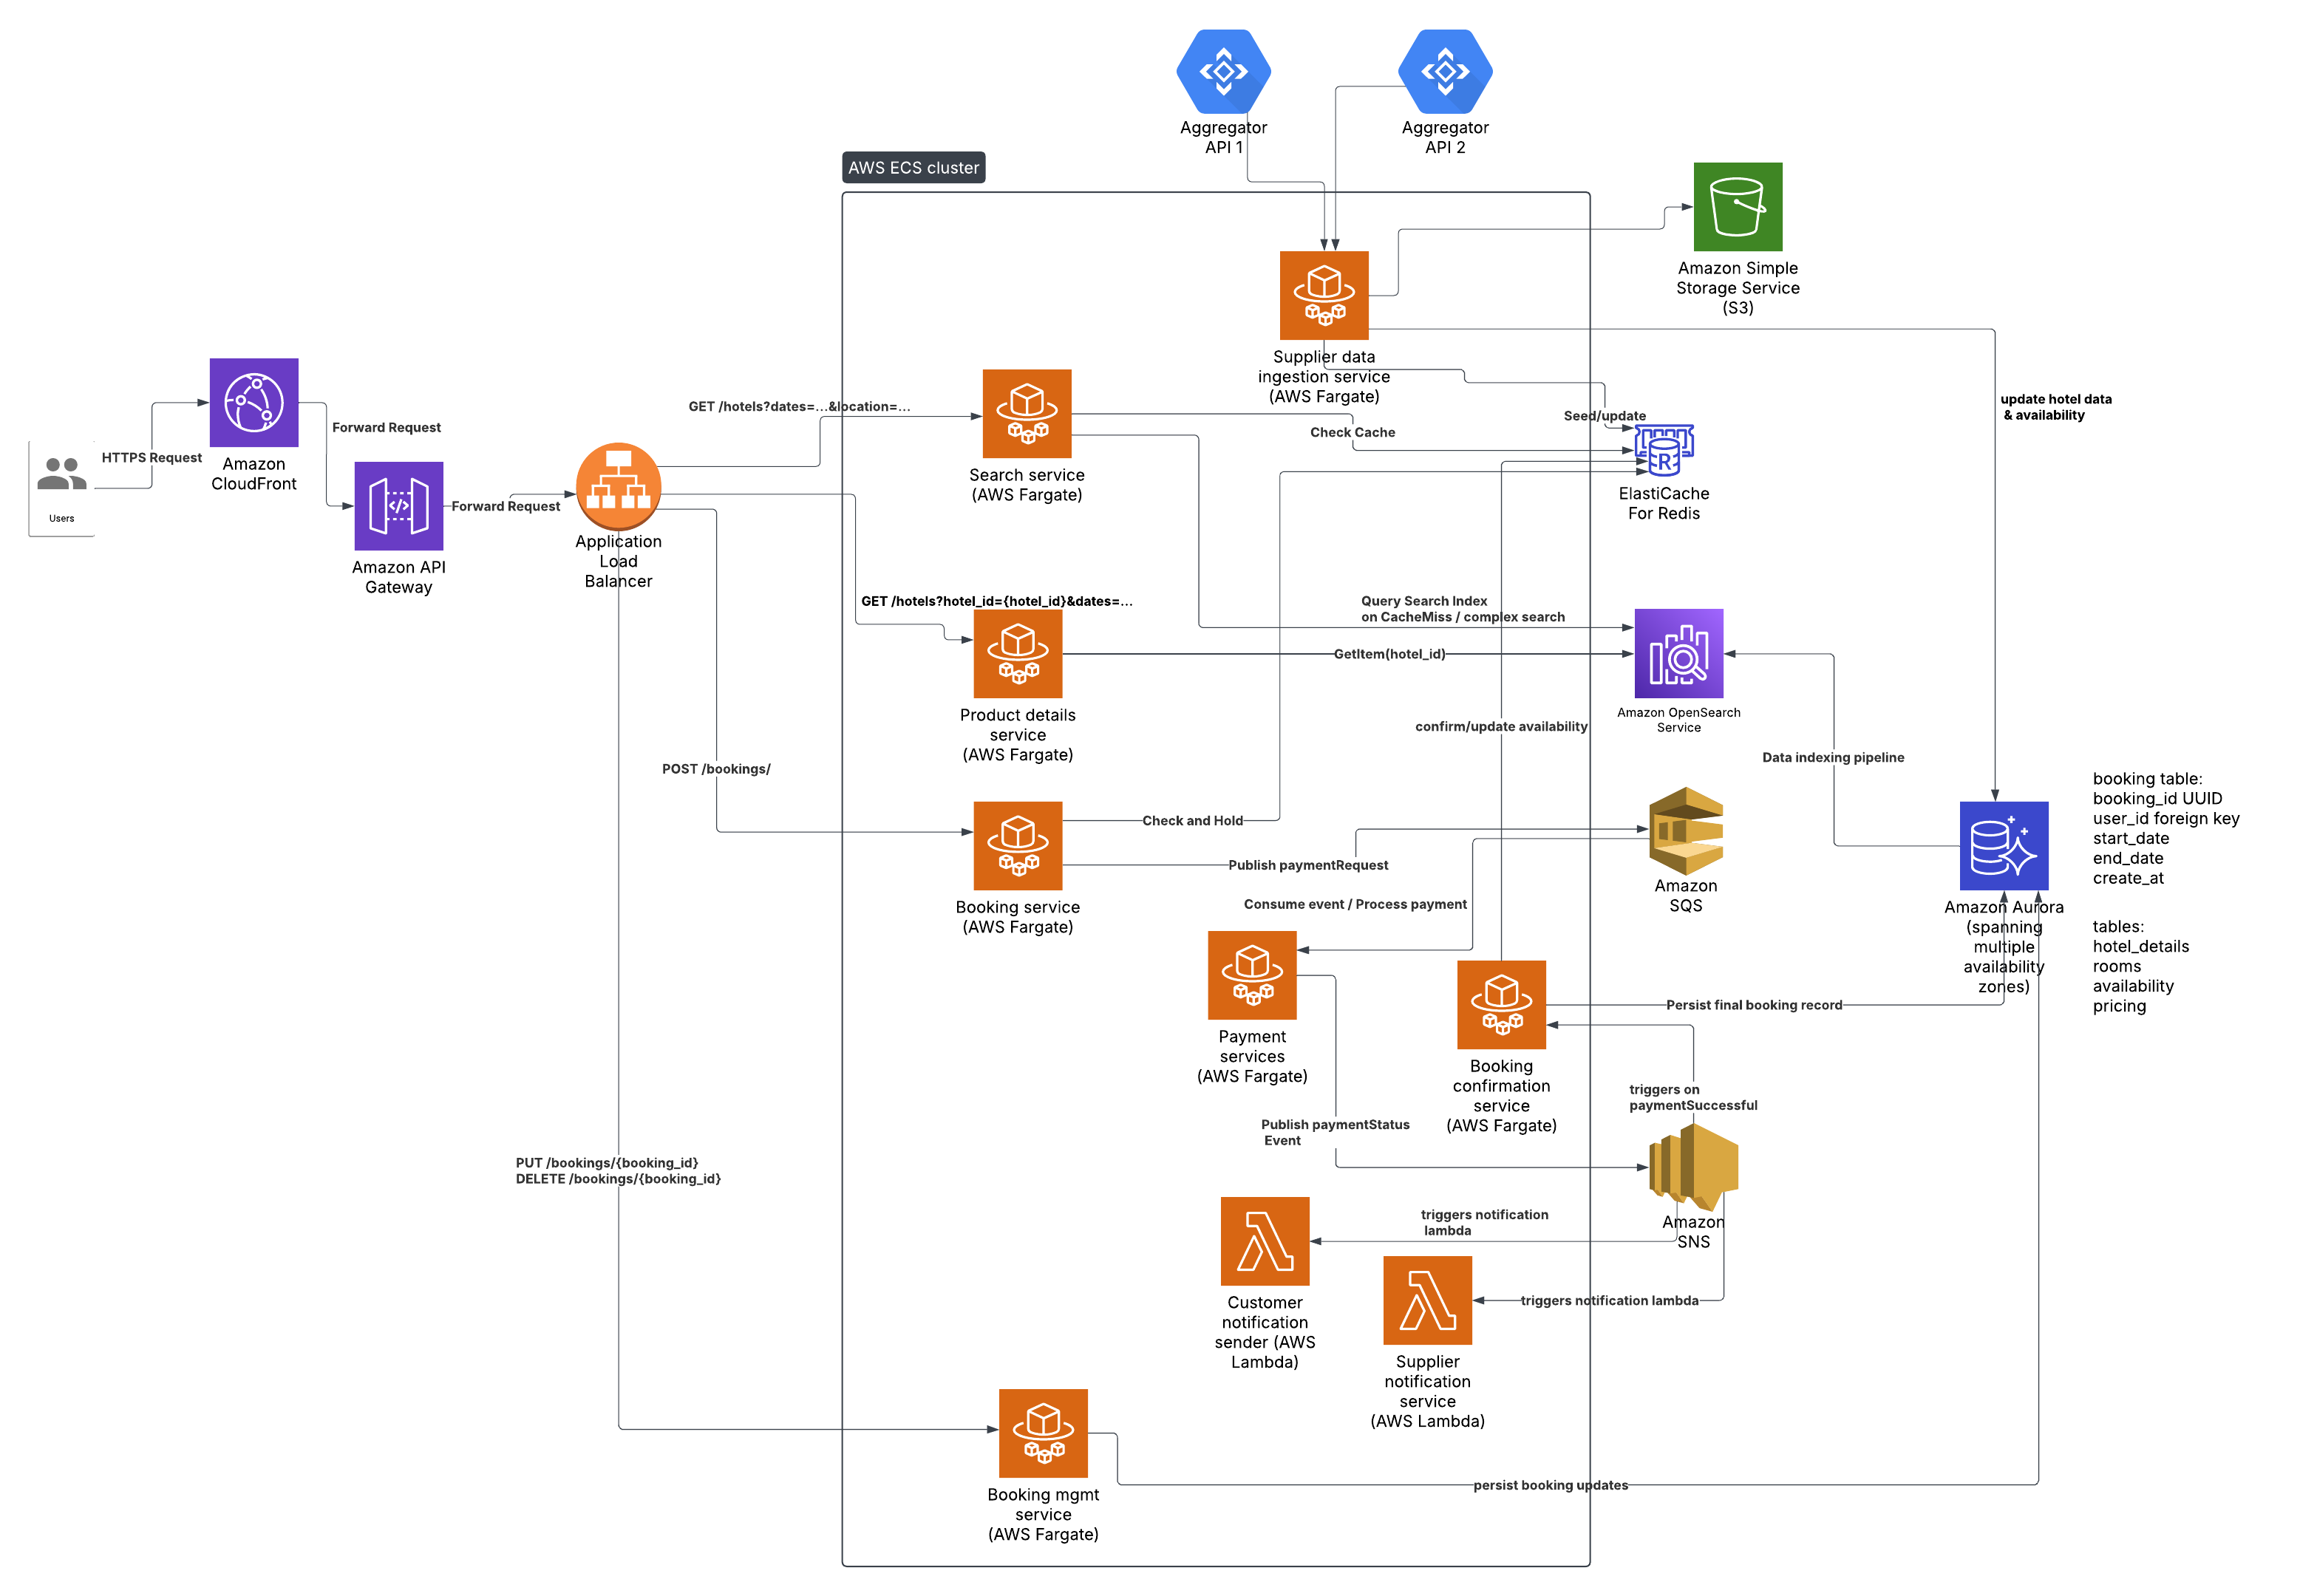 Aggregator
API 1
Aggregator
API 2
AWS ECS cluster
Amazon Simple
Storage Service
(S3)
Supplier data
ingestion service
(AWS Fargate)
update hotel data
& availability
Users
HTTPS Request
Amazon
CloudFront
Forward Request
Amazon API
Gateway
Forward Request
Application
Load
Balancer
GET /hotels?dates=...&location=...
Search service
(AWS Fargate)
Check Cache
Seed/update
ElastiCache
For Redis
GET /hotels?hotel_id={hotel_id}&dates=...
Query Search Index
on CacheMiss / complex search
GetItem(hotel_id)
Product details
service
(AWS Fargate)
Amazon OpenSearch
Service
confirm/update availability
Data indexing pipeline
POST /bookings/
Check and Hold
Publish paymentRequest
Booking service
(AWS Fargate)
Consume event / Process payment
Amazon
SQS
Amazon Aurora
(spanning
multiple
availability
zones)
booking table:
booking_id UUID
user_id foreign key
start_date
end_date
create_at
tables:
hotel_details
rooms
availability
pricing
Payment
services
(AWS Fargate)
Persist final booking record
Booking
confirmation
service
(AWS Fargate)
triggers on
paymentSuccessful
Publish paymentStatus
Event
PUT /bookings/{booking_id}
DELETE /bookings/{booking_id}
Amazon
SNS
triggers notification
lambda
triggers notification lambda
Customer
notification
sender (AWS
Lambda)
Supplier
notification
service
(AWS Lambda)
persist booking updates
Booking mgmt
service
(AWS Fargate)